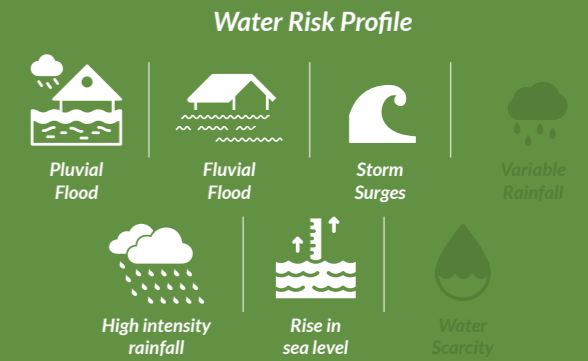 Water Risk Profile
Pluvial
Flood
Fluvial
Flood
Storm
Surges
Variable
Rainfall
High intensity
rainfall
Rise in
sea level
Water
Scarcity